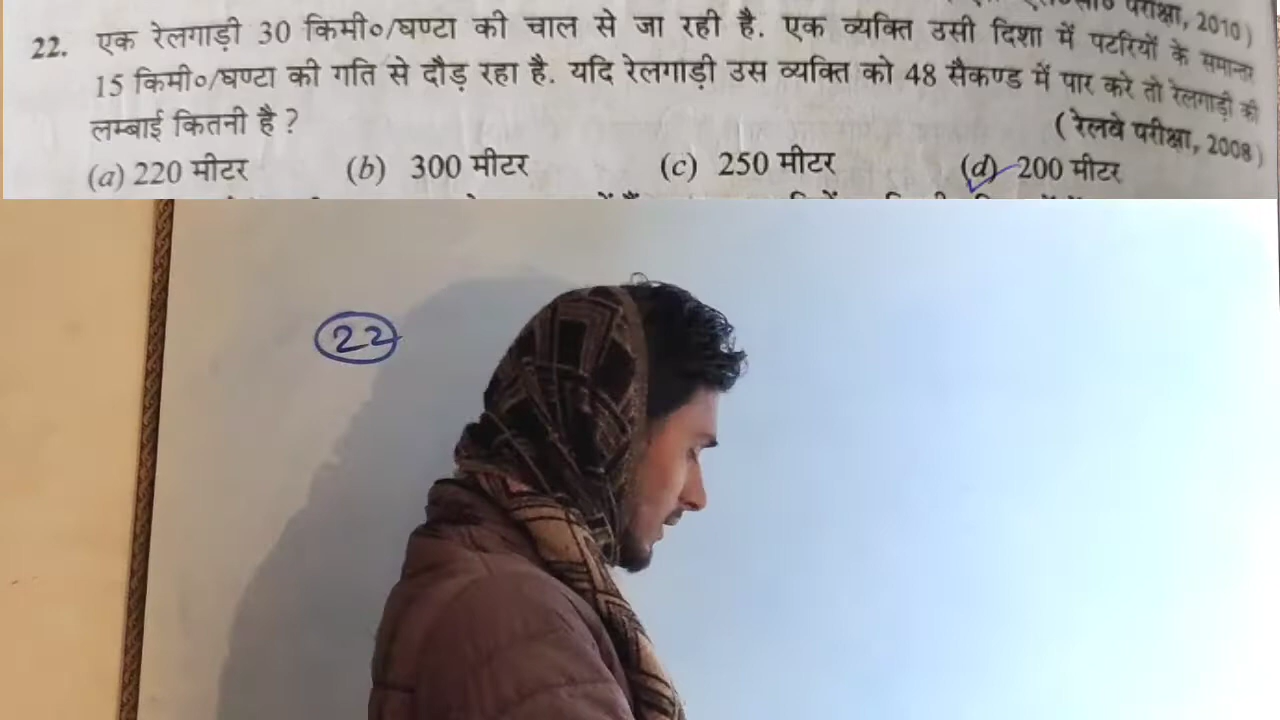 परीक्षा, 2010)
22. एक रेलगाड़ी 30 किमी०/घण्टा की चाल से जा रही है. एक व्यक्ति उसी दिशा में पटरियों के समान्तर
15 किमी०/घण्टा की गति से दौड़ रहा है. यदि रेलगाड़ी उस व्यक्ति को 48 सैकण्ड में पार करे तो रेलगाड़ी की
लम्बाई कितनी है ?
(रेलवे परीक्षा, 2008)
(a) 220 मीटर (b) 300 मीटर (c) 250 मीटर (d) 200 मीटर
22